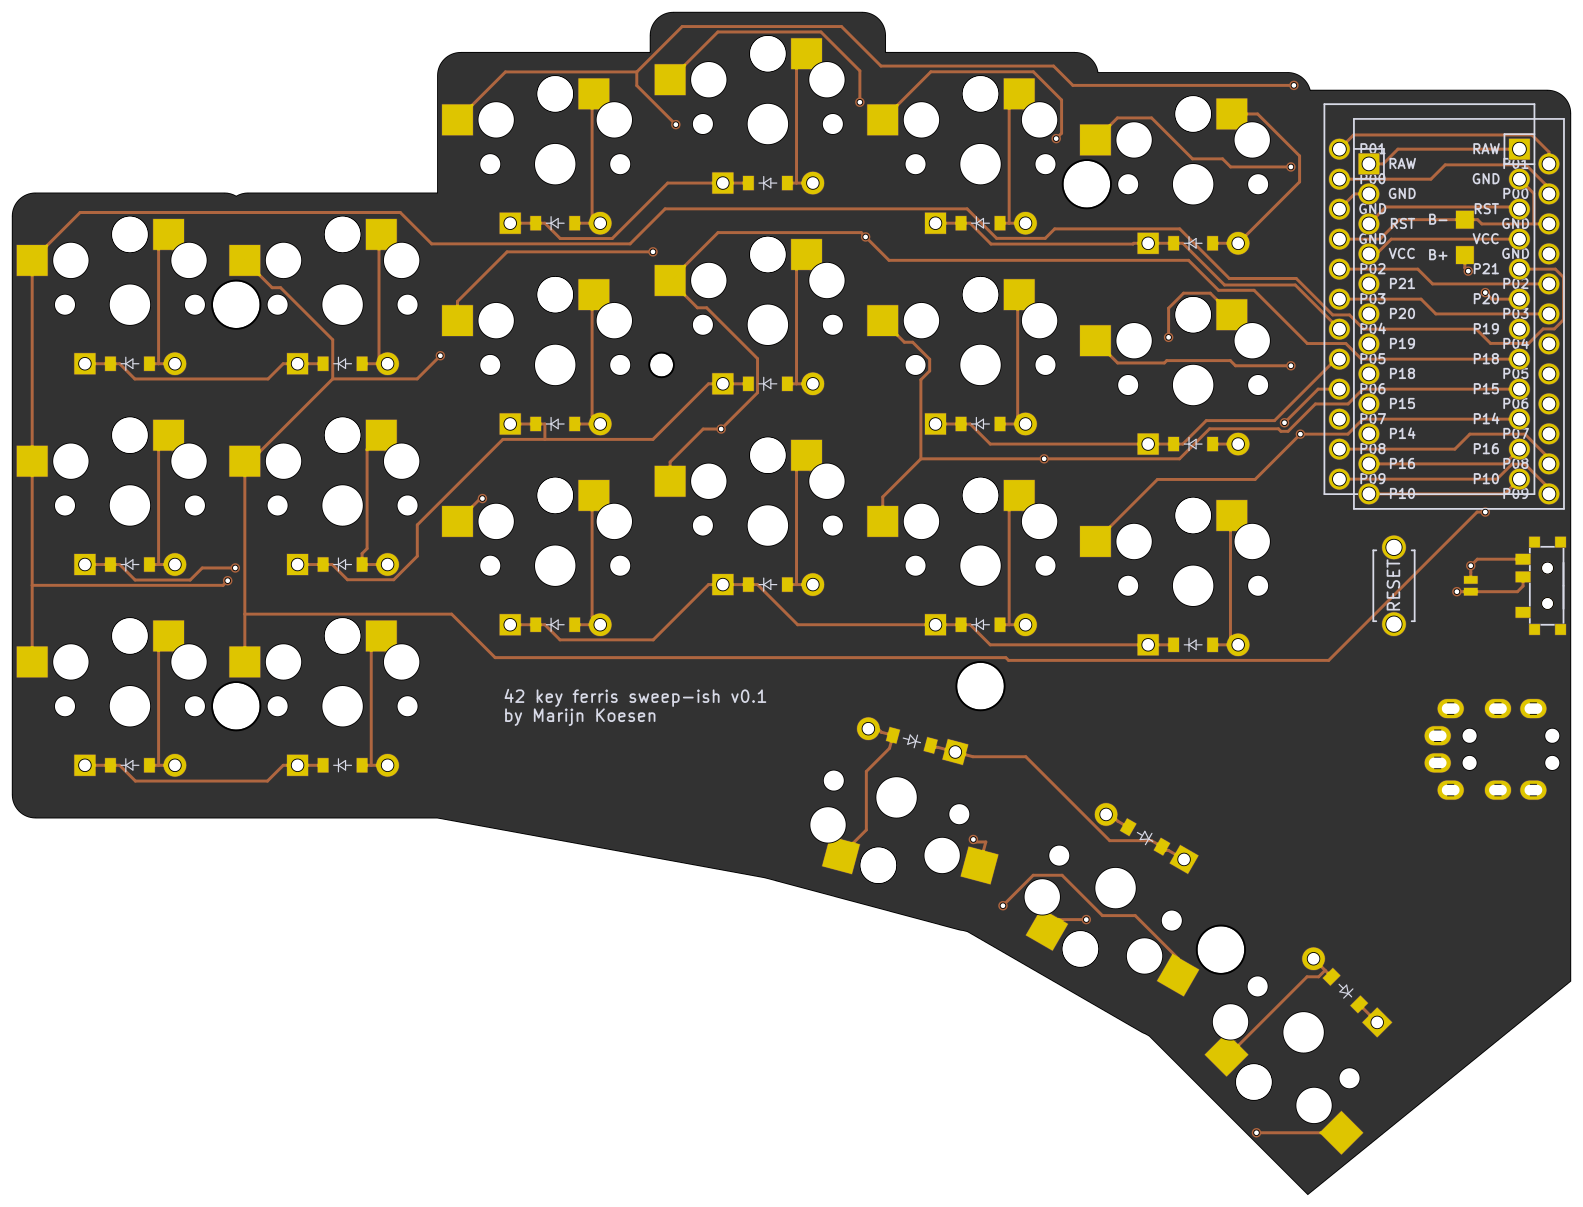 P01 RAW
RAW P01
P00 GND
GND P00
GND RST
B-
RST GND
GND VCC
VCC B+ GND
P02 P21
P21 P02
P03 P20
P20 P03
P04 P19
P19 P04
P05 P18
P18 P05
P06 P15
P15 P06
P07 P14
P14 P07
P08 P16
P16 P08
P09 P10
P10 P09
RESET
42 key ferris sweep-ish v0.1
by Marijn Koesen